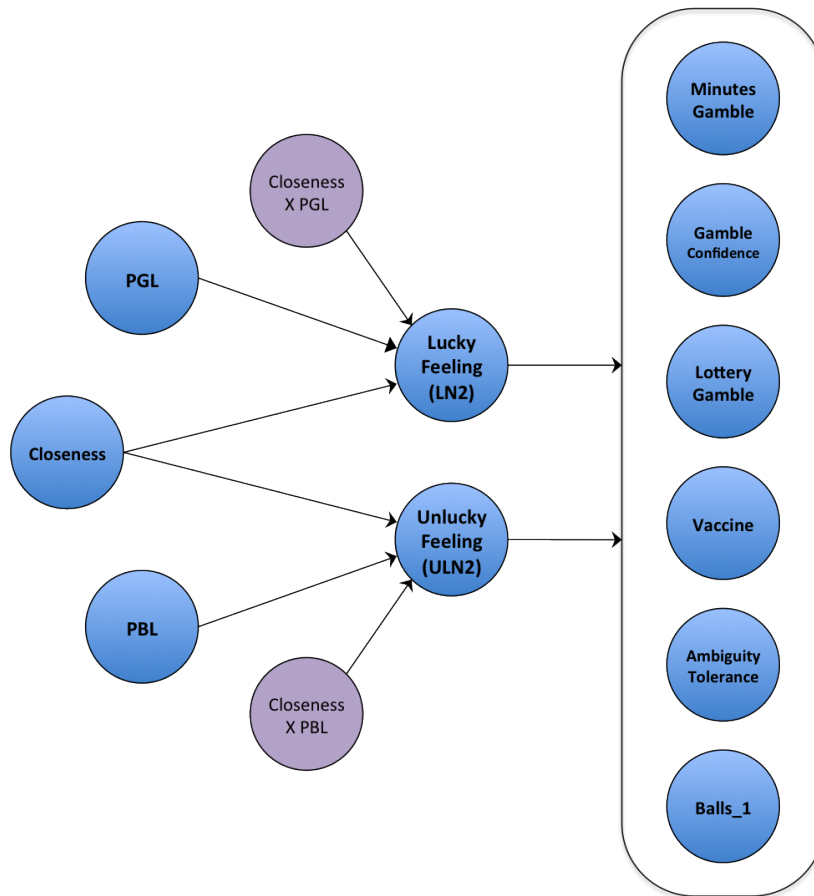 Minutes
Gamble
Closeness
X PGL
Gamble
Confidence
PGL
Lucky
Feeling
(LN2)
Lottery
Gamble
Closeness
Unlucky
Feeling
(ULN2)
Vaccine
PBL
Ambiguity
Tolerance
Closeness
X PBL
Balls_1